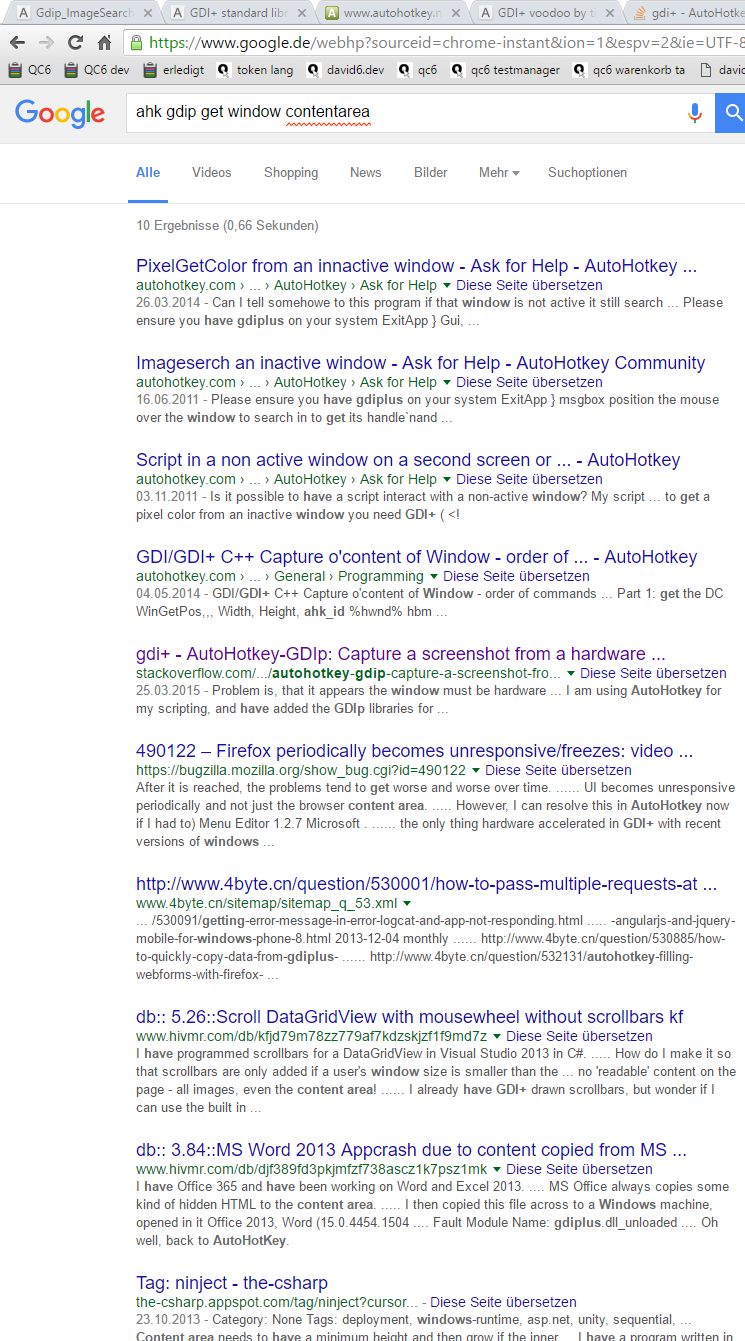 Gdip_ImageSearch
GDI+ standard libr
www.autohotkey.n
GDI+ voodoo by t
gdi+ - AutoHotke
https://www.google.de/webhp?sourceid=chrome-instant&ion=1&espv=2&ie=UTF-8
QC6 QC6 dev erledigt token lang david6.dev qc6 qc6 testmanager qc6 warenkorb ta davic
Google
ahk gdip get window contentarea
Alle Videos Shopping News Bilder Mehr Suchoptionen
10 Ergebnisse (0,66 Sekunden)
PixelGetColor from an innactive window - Ask for Help - AutoHotkey ...
autohotkey.com › ... › AutoHotkey › Ask for Help Diese Seite übersetzen
26.03.2014 - Can I tell somehowe to this program if that window is not active it still search ... Please
ensure you have gdiplus on your system ExitApp } Gui, ...
Imageserch an inactive window - Ask for Help - AutoHotkey Community
autohotkey.com › ... › AutoHotkey › Ask for Help Diese Seite übersetzen
16.06.2011 - Please ensure you have gdiplus on your system ExitApp } msgbox position the mouse
over the window to search in to get its handle`nand ...
Script in a non active window on a second screen or ... - AutoHotkey
autohotkey.com › ... › AutoHotkey › Ask for Help Diese Seite übersetzen
03.11.2011 - Is it possible to have a script interact with a non-active window? My script ... to get a
pixel color from an inactive window you need GDI+ ( <!
GDI/GDI+ C++ Capture o'content of Window - order of ... - AutoHotkey
autohotkey.com › ... › General › Programming Diese Seite übersetzen
04.05.2014 - GDI/GDI+ C++ Capture o'content of Window - order of commands ... Part 1: get the DC
WinGetPos,,, Width, Height, ahk_id %hwnd% hbm ...
gdi+ - AutoHotkey-GDIp: Capture a screenshot from a hardware ...
stackoverflow.com/.../autohotkey-gdip-capture-a-screenshot-fro... Diese Seite übersetzen
25.03.2015 - Problem is, that it appears the window must be hardware ... I am using AutoHotkey for
my scripting, and have added the GDIp libraries for ...
490122 – Firefox periodically becomes unresponsive/freezes: video ...
https://bugzilla.mozilla.org/show_bug.cgi?id=490122 Diese Seite übersetzen
After it is reached, the problems tend to get worse and worse over time. ...... UI becomes unresponsive
periodically and not just the browser content area. ..... However, I can resolve this in AutoHotkey now
if I had to) Menu Editor 1.2.7 Microsoft . ...... the only thing hardware accelerated in GDI+ with recent
versions of windows ...
http://www.4byte.cn/question/530001/how-to-pass-multiple-requests-at ...
www.4byte.cn/sitemap/sitemap_q_53.xml
... /530091/getting-error-message-in-error-logcat-and-app-not-responding.html ..... -angularjs-and-jquery-
mobile-for-windows-phone-8.html 2013-12-04 monthly ...... http://www.4byte.cn/question/530885/how-
to-quickly-copy-data-from-gdiplus- ...... http://www.4byte.cn/question/532131/autohotkey-filling-
webforms-with-firefox- ...
db:: 5.26::Scroll DataGridView with mousewheel without scrollbars kf
www.hivmr.com/db/kfjd79m78zz779af7kdzskjzf1f9md7z Diese Seite übersetzen
I have programmed scrollbars for a DataGridView in Visual Studio 2013 in C#. ..... How do I make it so
that scrollbars are only added if a user's window size is smaller than the ... no 'readable' content on the
page - all images, even the content area! ...... I already have GDI+ drawn scrollbars, but wonder if I
can use the built in ...
db:: 3.84::MS Word 2013 Appcrash due to content copied from MS ...
www.hivmr.com/db/djf389fd3pkjmfzf738ascz1k7psz1mk Diese Seite übersetzen
I have Office 365 and have been working on Word and Excel 2013. .... MS Office always copies some
kind of hidden HTML to the content area. ..... I then copied this file across to a Windows machine,
opened in it Office 2013, Word (15.0.4454.1504 .... Fault Module Name: gdiplus.dll_unloaded .... Oh
well, back to AutoHotKey.
Tag: ninject - the-csharp
the-csharp.appspot.com/tag/ninject?cursor... - Diese Seite übersetzen
23.10.2013 - Category: None Tags: deployment, windows-runtime, asp.net, unity, sequential, ...
Content area needs to have a minimum height and then grow if the inner ... I have a program written in